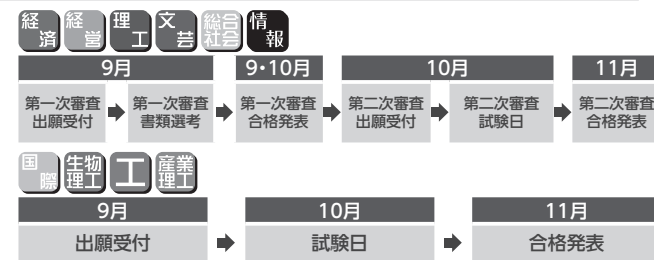 経済 経営 理工 文芸 総合社会 情報
9月 9・10月 10月 11月
第一次審査 第一次審査 第一次審査 第二次審査 第二次審査 第二次審査
出願受付 書類選考 合格発表 出願受付 試験日 合格発表
国際 生物理工 工 産業理工
9月 10月 11月
出願受付 試験日 合格発表